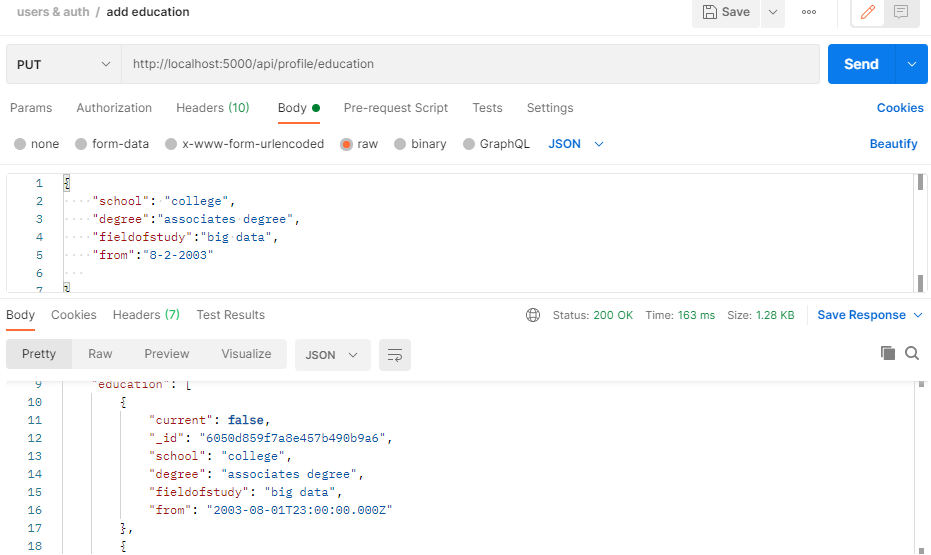 users & auth / add education
Save
PUT
http://localhost:5000/api/profile/education
Send
Params Authorization Headers (10) Body Pre-request Script Tests Settings Cookies
none form-data x-www-form-urlencoded raw binary GraphQL JSON Beautify
1 {
2 "school": "college",
3 "degree":"associates degree",
4 "fieldofstudy":"big data",
5 "from":"8-2-2003"
6
7 }
Body Cookies Headers (7) Test Results Status: 200 OK Time: 163 ms Size: 1.28 KB Save Response
Pretty Raw Preview Visualize JSON
9 "education": [
10 {
11 "current": false,
12 "_id": "6050d859f7a8e457b490b9a6",
13 "school": "college",
14 "degree": "associates degree",
15 "fieldofstudy": "big data",
16 "from": "2003-08-01T23:00:00.000Z"
17 },
18 {